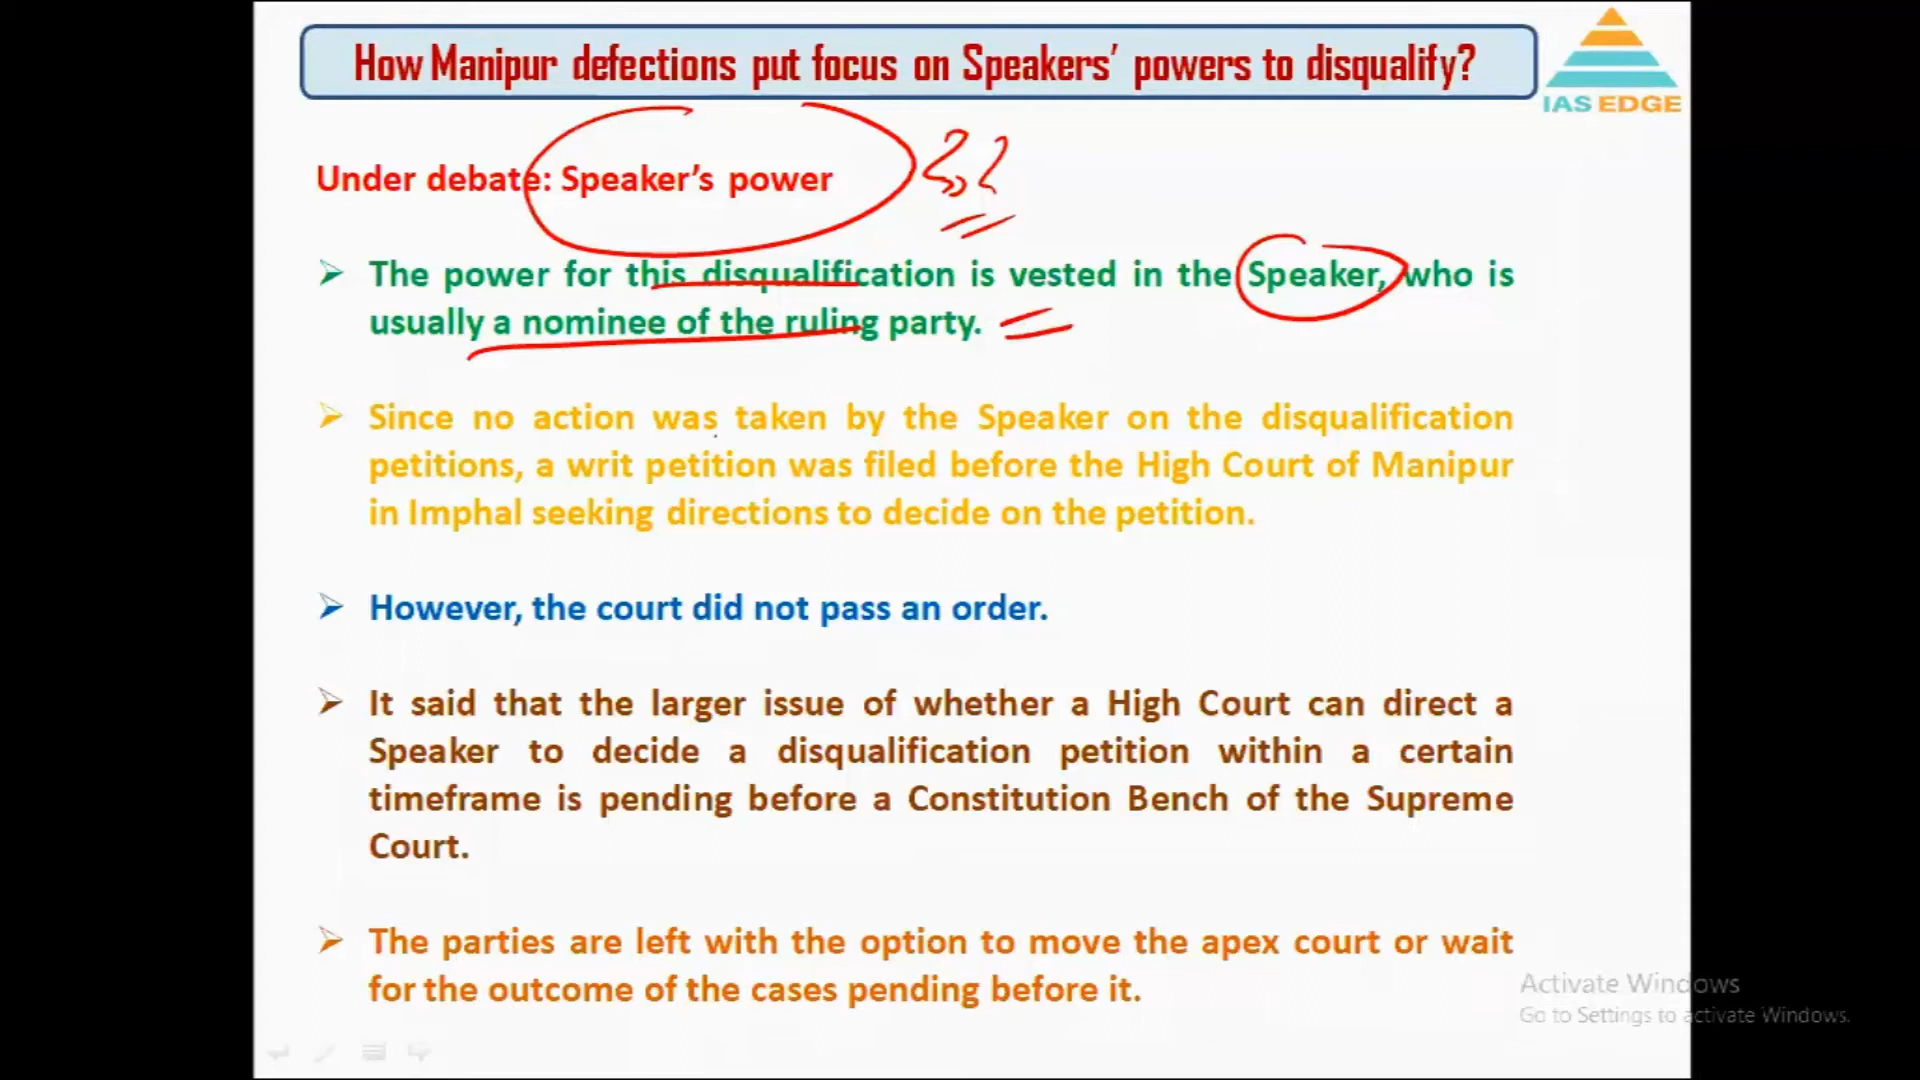 How Manipur defections put focus on Speakers’ powers to disqualify?
IAS EDGE
Under debate: Speaker’s power
The power for this disqualification is vested in the Speaker, who is
usually a nominee of the ruling party.
Since no action was taken by the Speaker on the disqualification
petitions, a writ petition was filed before the High Court of Manipur
in Imphal seeking directions to decide on the petition.
However, the court did not pass an order.
It said that the larger issue of whether a High Court can direct a
Speaker to decide a disqualification petition within a certain
timeframe is pending before a Constitution Bench of the Supreme
Court.
The parties are left with the option to move the apex court or wait
for the outcome of the cases pending before it.
Activate Windows
Go to Settings to activate Windows.